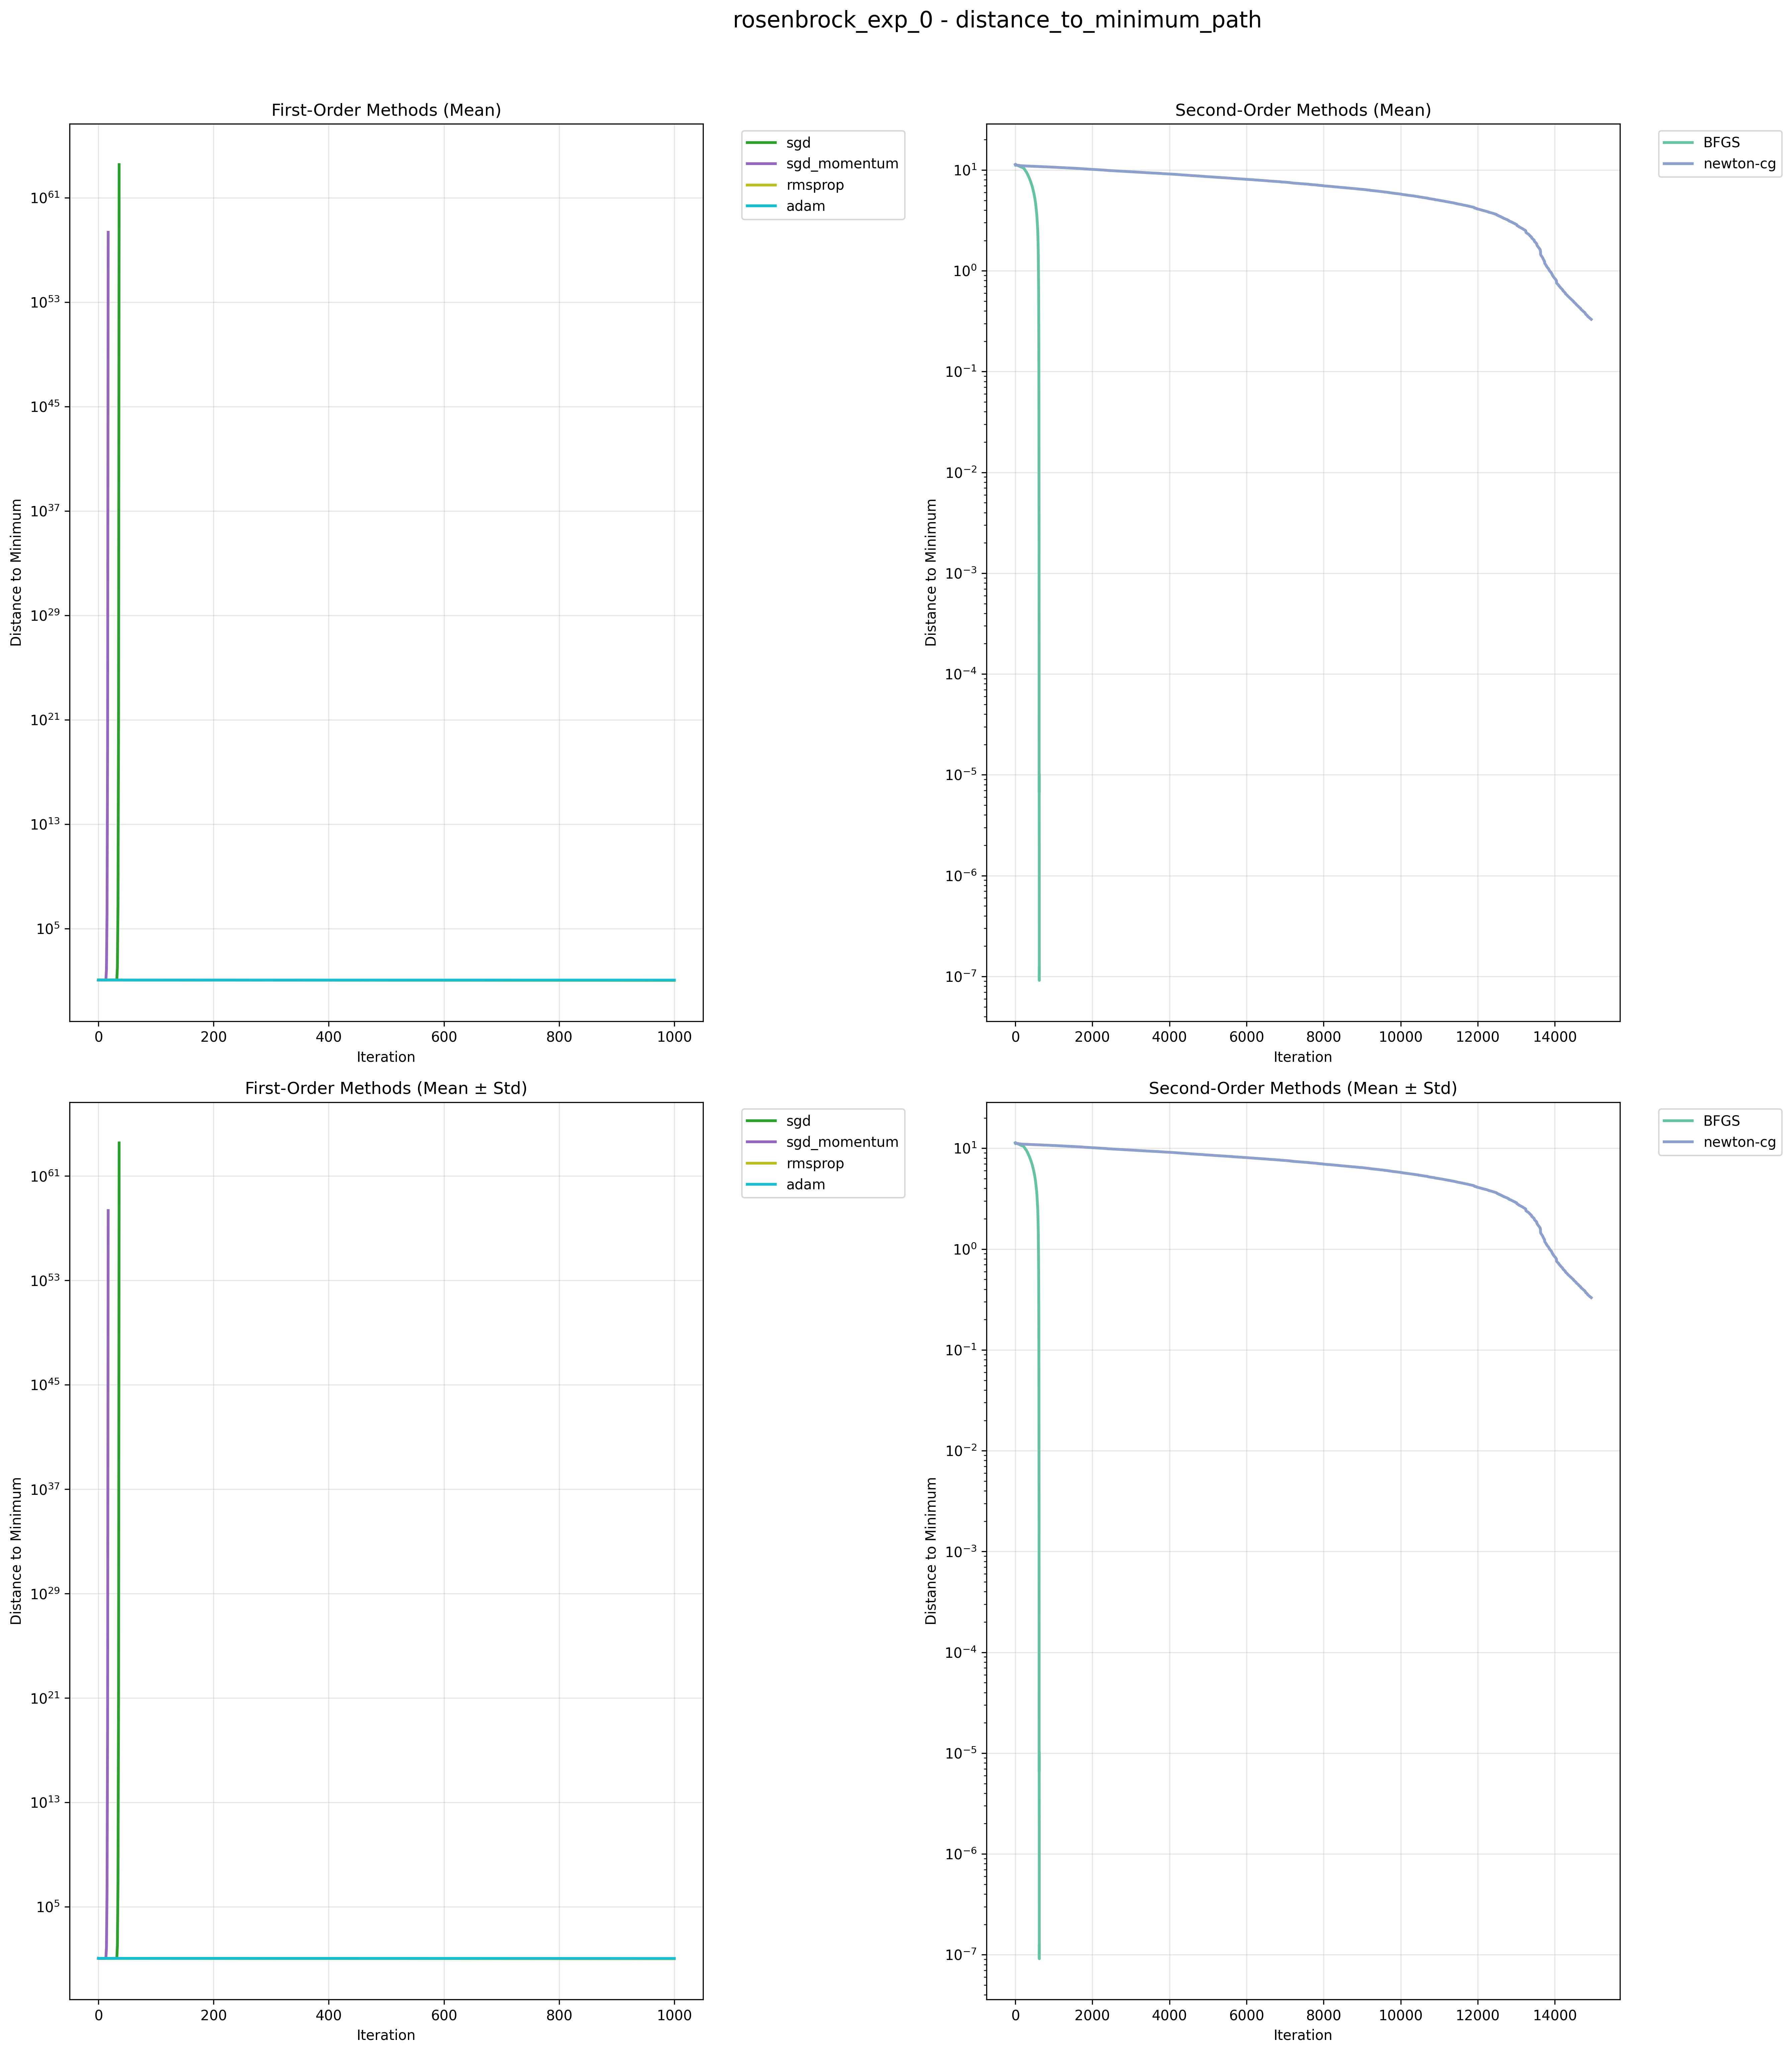 rosenbrock_exp_0 - distance_to_minimum_path
First-Order Methods (Mean)
Distance to Minimum
10^61
10^53
10^45
10^37
10^29
10^21
10^13
10^5
0 200 400 600 800 1000
Iteration
sgd
sgd_momentum
rmsprop
adam
Second-Order Methods (Mean)
Distance to Minimum
10^1
10^0
10^−1
10^−2
10^−3
10^−4
10^−5
10^−6
10^−7
0 2000 4000 6000 8000 10000 12000 14000
Iteration
BFGS
newton-cg
First-Order Methods (Mean ± Std)
Distance to Minimum
10^61
10^53
10^45
10^37
10^29
10^21
10^13
10^5
0 200 400 600 800 1000
Iteration
sgd
sgd_momentum
rmsprop
adam
Second-Order Methods (Mean ± Std)
Distance to Minimum
10^1
10^0
10^−1
10^−2
10^−3
10^−4
10^−5
10^−6
10^−7
0 2000 4000 6000 8000 10000 12000 14000
Iteration
BFGS
newton-cg